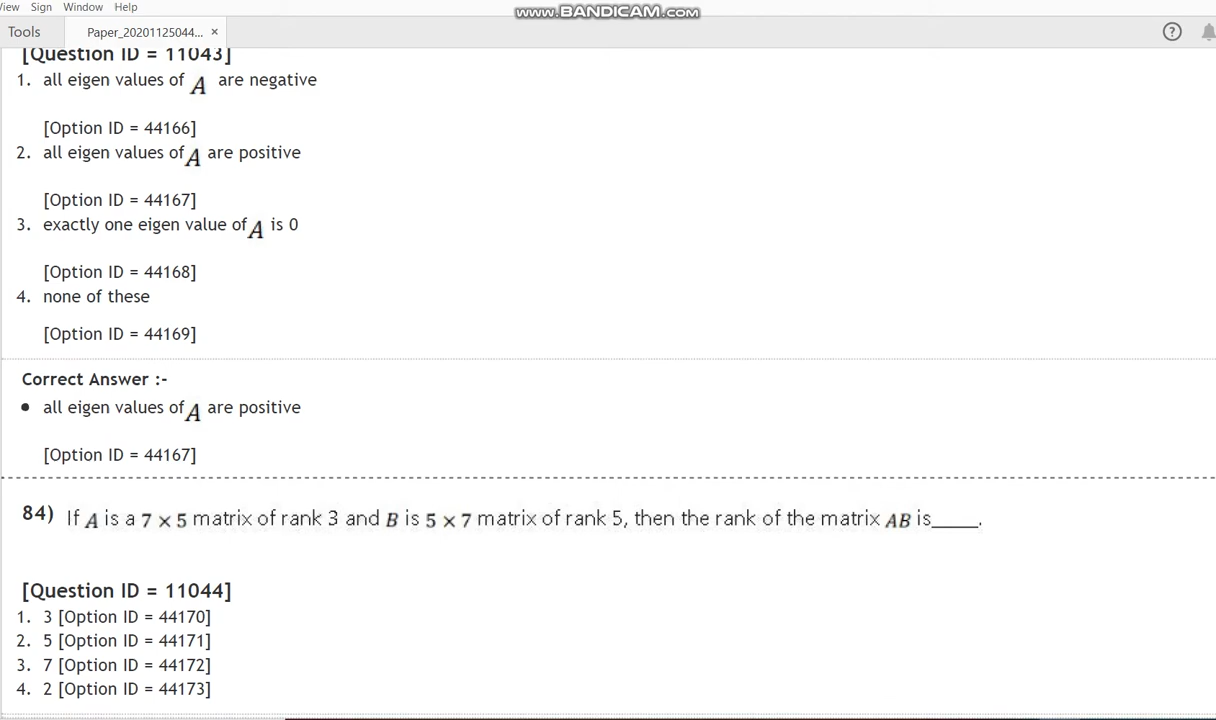 View Sign Window Help
www.BANDICAM.com
Tools Paper_20201125044... ×
[Question ID = 11043]
1. all eigen values of A are negative
[Option ID = 44166]
2. all eigen values of A are positive
[Option ID = 44167]
3. exactly one eigen value of A is 0
[Option ID = 44168]
4. none of these
[Option ID = 44169]
Correct Answer :-
• all eigen values of A are positive
[Option ID = 44167]
84) If A is a 7 × 5 matrix of rank 3 and B is 5 × 7 matrix of rank 5, then the rank of the matrix AB is_____.
[Question ID = 11044]
1. 3 [Option ID = 44170]
2. 5 [Option ID = 44171]
3. 7 [Option ID = 44172]
4. 2 [Option ID = 44173]